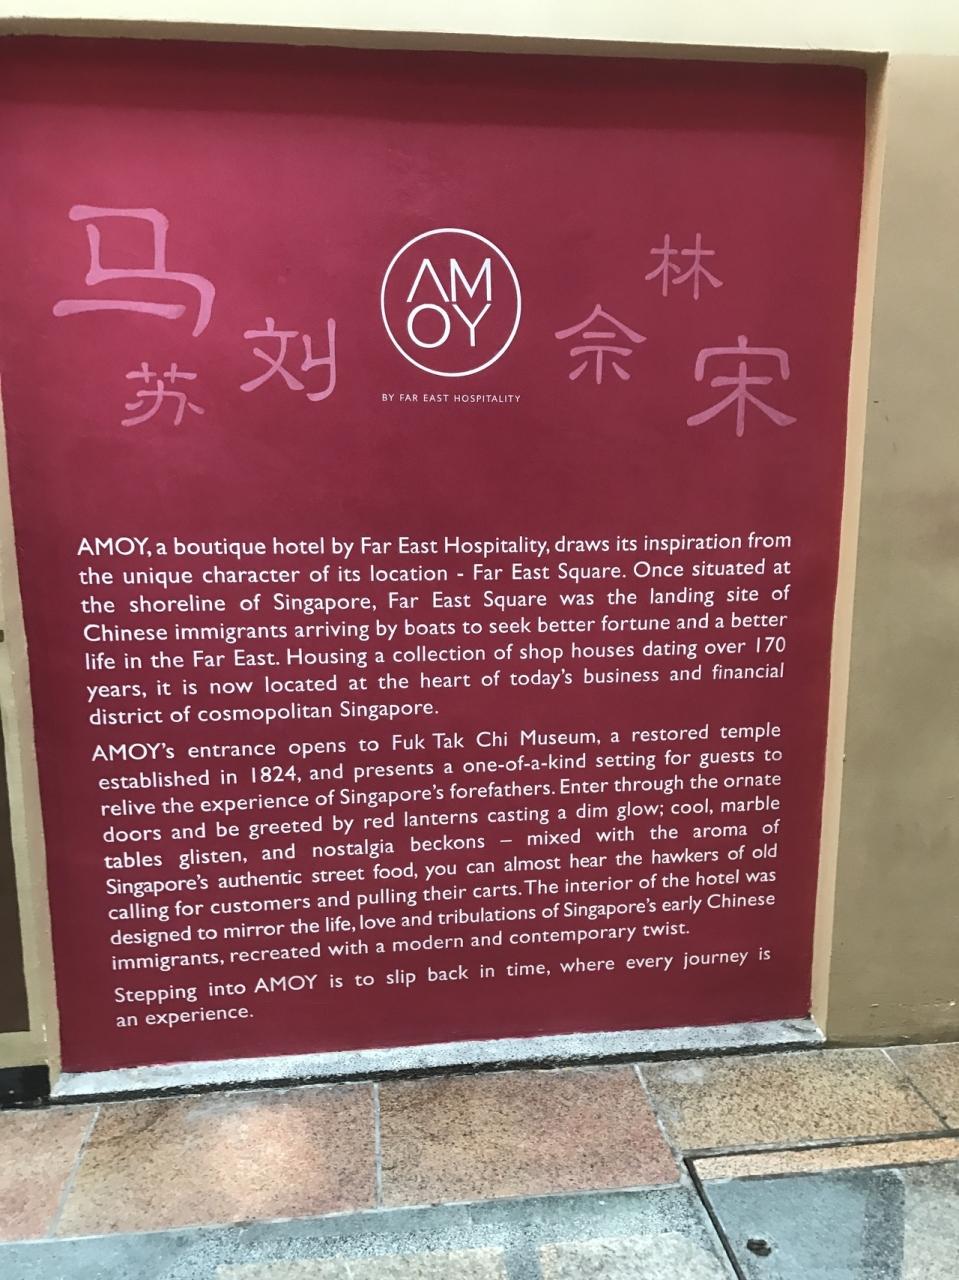 马
苏
刘
AM
OY
BY FAR EAST HOSPITALITY
佘
林
宋
AMOY, a boutique hotel by Far East Hospitality, draws its inspiration from
the unique character of its location - Far East Square. Once situated at
the shoreline of Singapore, Far East Square was the landing site of
Chinese immigrants arriving by boats to seek better fortune and a better
life in the Far East. Housing a collection of shop houses dating over 170
years, it is now located at the heart of today's business and financial
district of cosmopolitan Singapore.
AMOY's entrance opens to Fuk Tak Chi Museum, a restored temple
established in 1824, and presents a one-of-a-kind setting for guests to
relive the experience of Singapore's forefathers. Enter through the ornate
doors and be greeted by red lanterns casting a dim glow; cool, marble
tables glisten, and nostalgia beckons – mixed with the aroma of
Singapore's authentic street food, you can almost hear the hawkers of old
calling for customers and pulling their carts. The interior of the hotel was
designed to mirror the life, love and tribulations of Singapore's early Chinese
immigrants, recreated with a modern and contemporary twist.
Stepping into AMOY is to slip back in time, where every journey is
an experience.